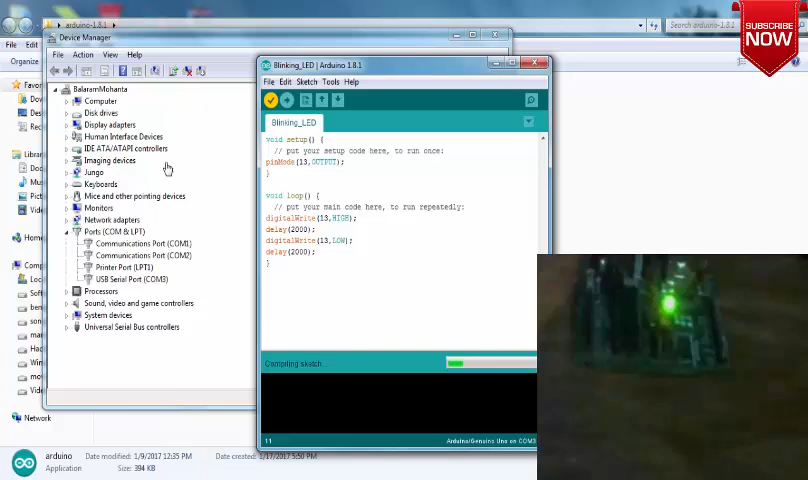 SUBSCRIBE
NOW
arduino-1.8.1
Search arduino-1.8.1
Organize
Device Manager
File Action View Help
BalaramMohanta
Computer
Disk drives
Display adapters
Human Interface Devices
IDE ATA/ATAPI controllers
Imaging devices
Jungo
Keyboards
Mice and other pointing devices
Monitors
Network adapters
Ports (COM & LPT)
Communications Port (COM1)
Communications Port (COM2)
Printer Port (LPT1)
USB Serial Port (COM3)
Processors
Sound, video and game controllers
System devices
Universal Serial Bus controllers
Blinking_LED | Arduino 1.8.1
File Edit Sketch Tools Help
Blinking_LED
void setup() {
// put your setup code here, to run once:
pinMode(13,OUTPUT);
}
void loop() {
// put your main code here, to run repeatedly:
digitalWrite(13,HIGH);
delay(2000);
digitalWrite(13,LOW);
delay(2000);
}
Compiling sketch...
11
Arduino/Genuino Uno on COM3
Network
arduino Date modified: 1/9/2017 12:35 PM Date created: 1/17/2017 5:50 PM
Application Size: 394 KB